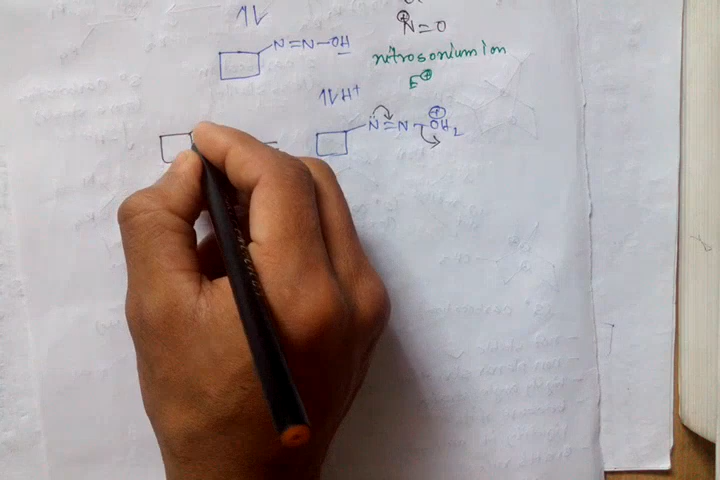 N=O
N=N-OH
nitrosonium ion
E⊕
⇌H⁺
N=N-OH₂